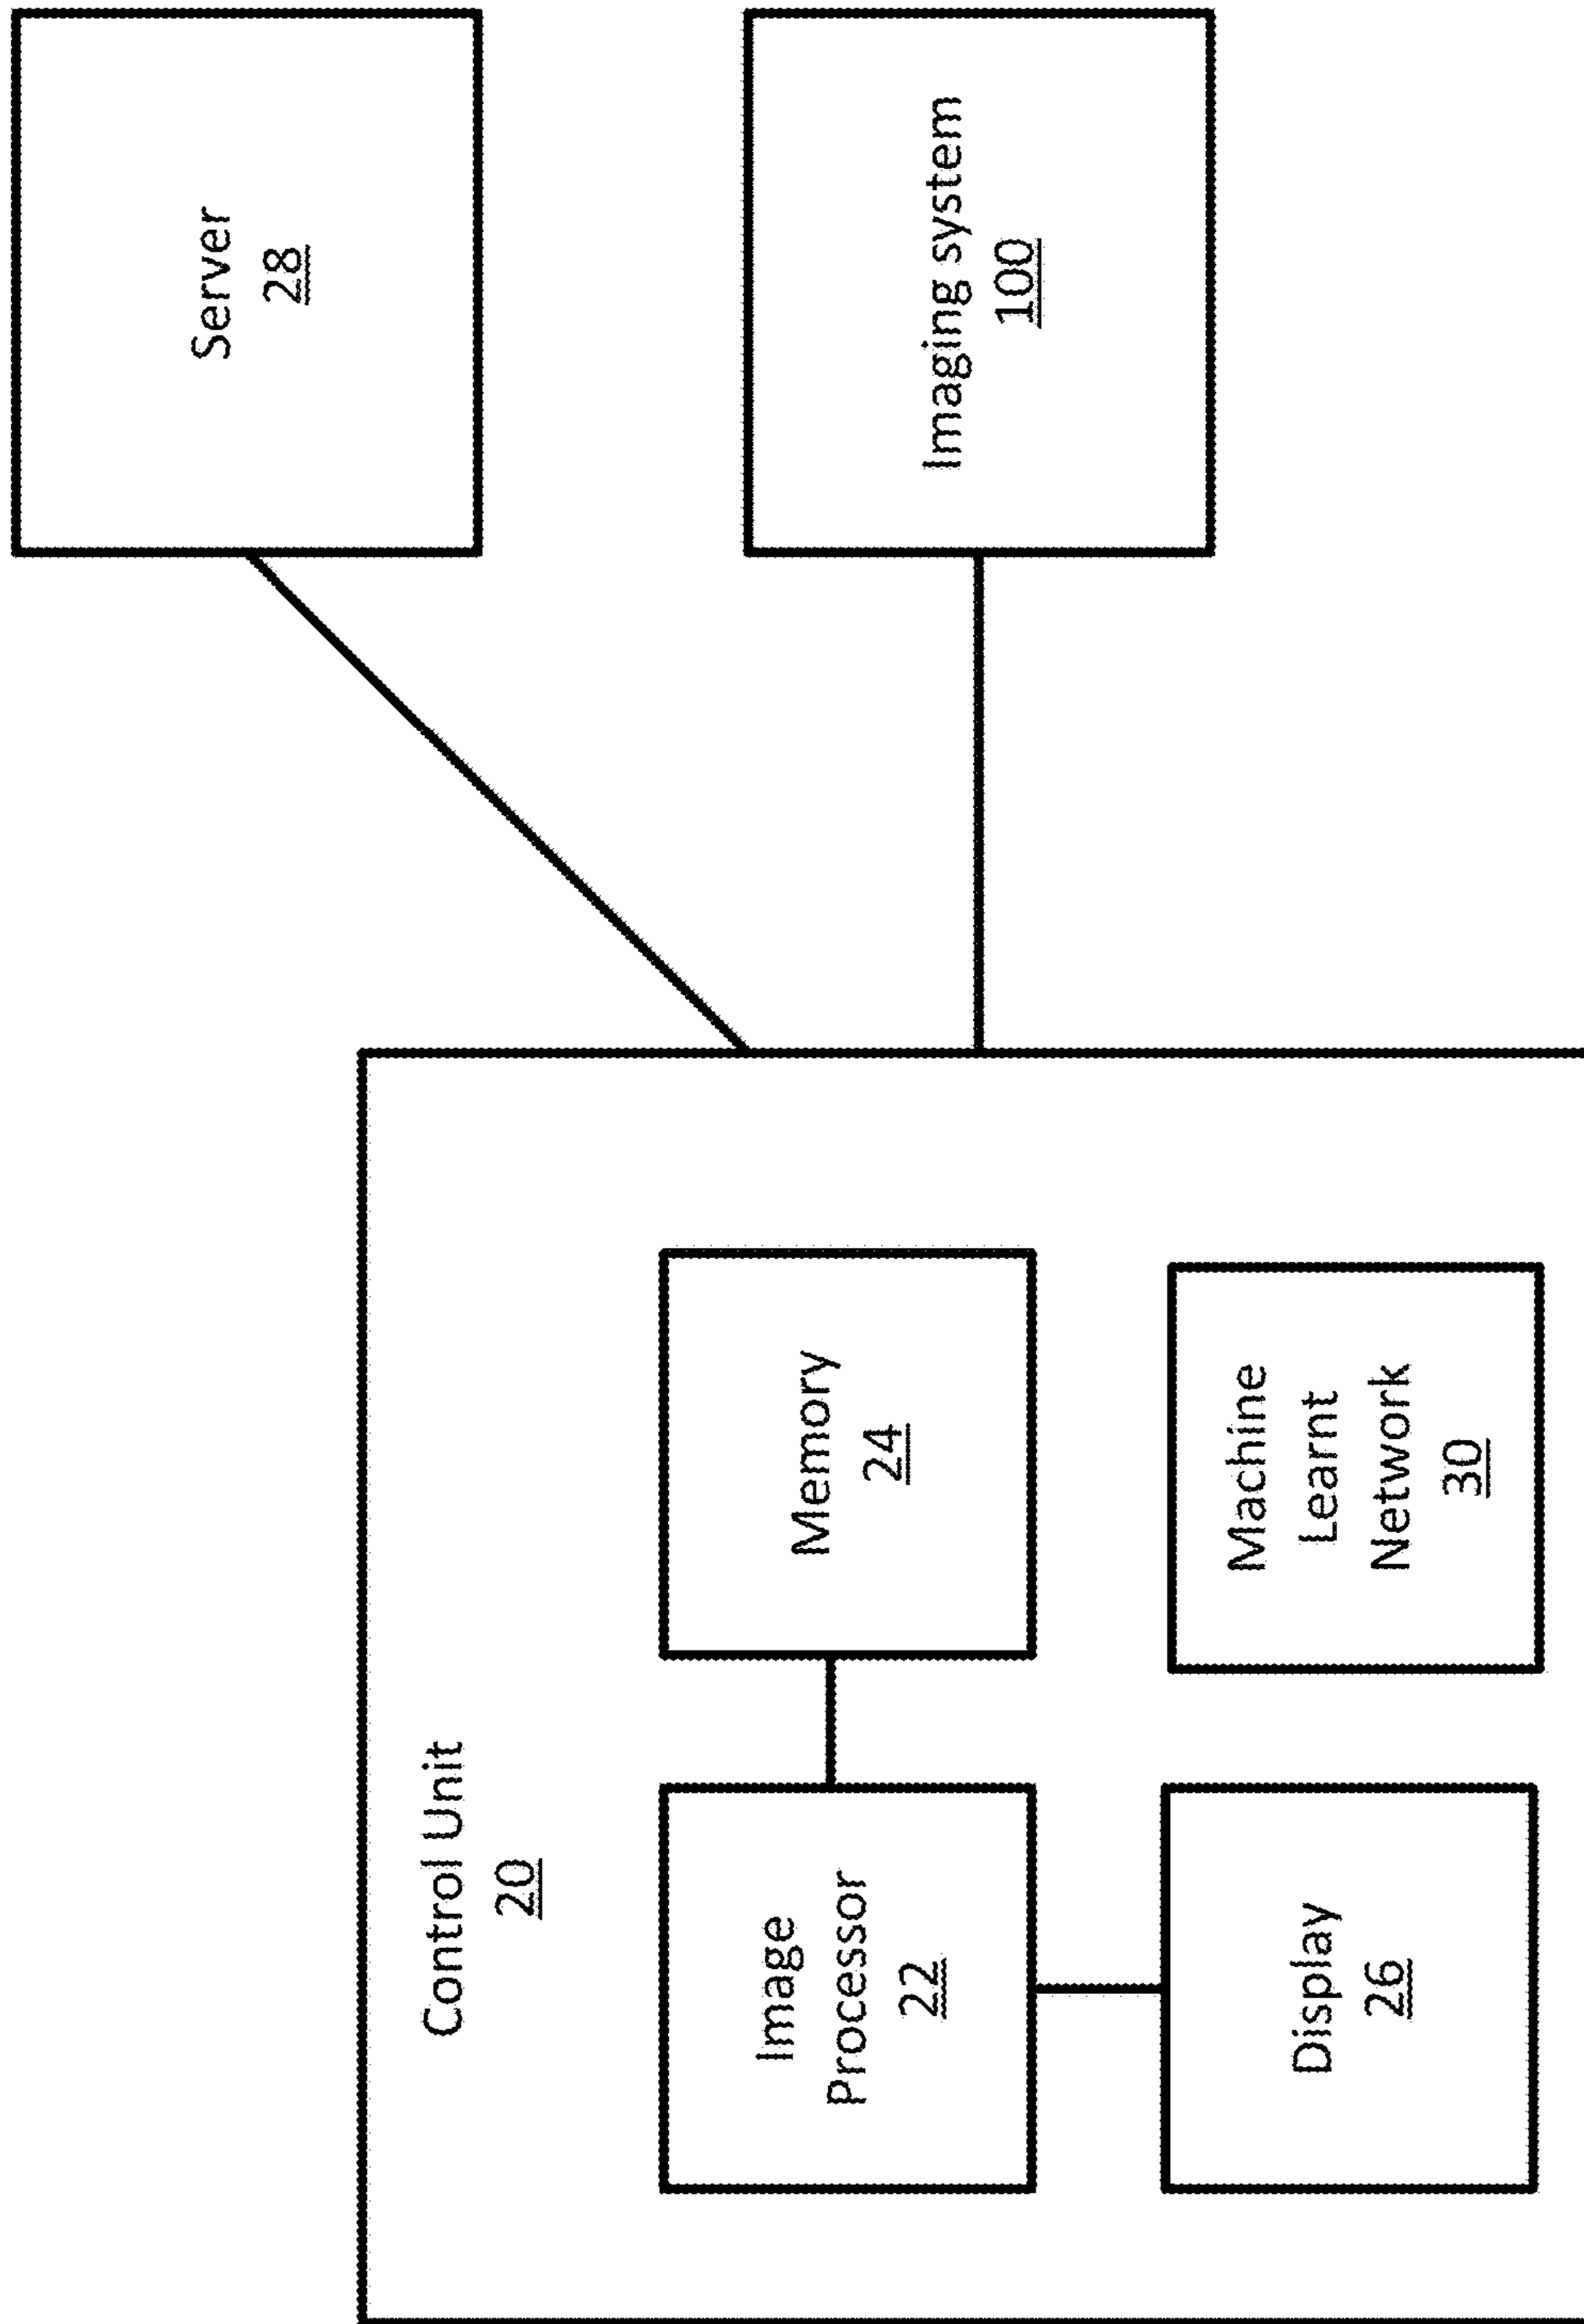 Control Unit
20
Image
Processor
22
Memory
24
Display
26
Machine
Learnt
Network
30
Server
28
Imaging system
100